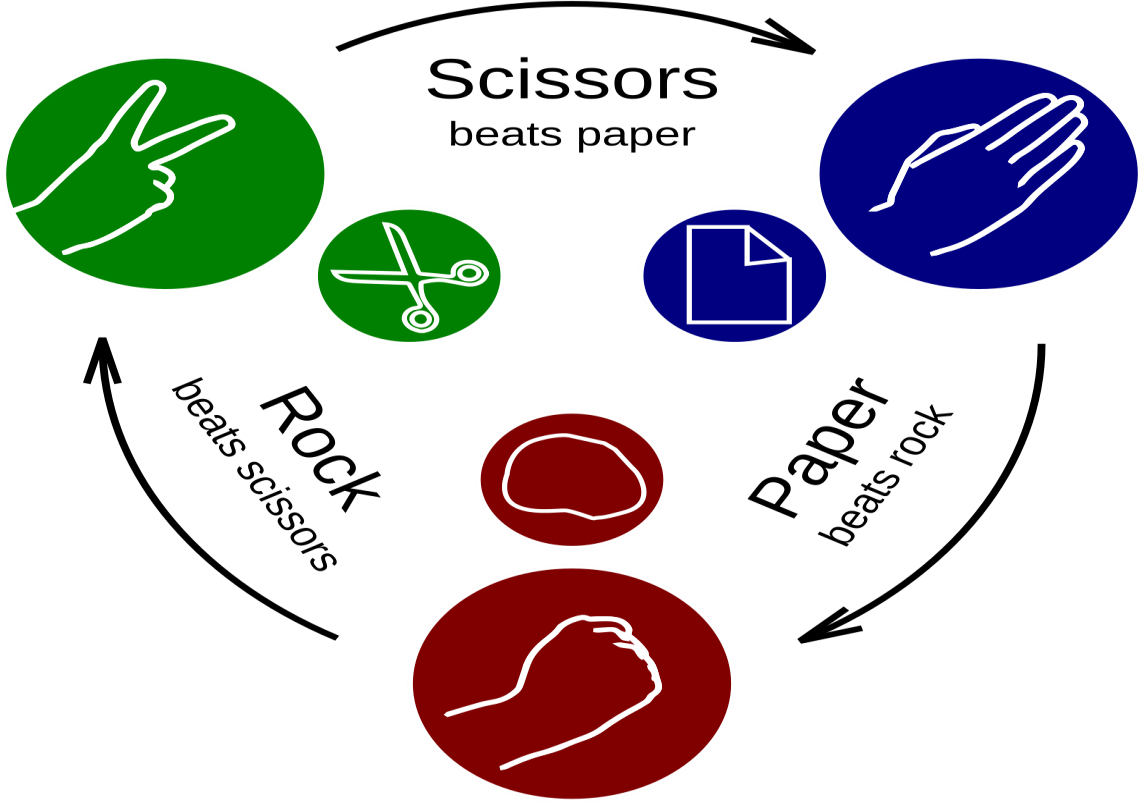 Scissors
beats paper
Rock
beats scissors
Paper
beats rock